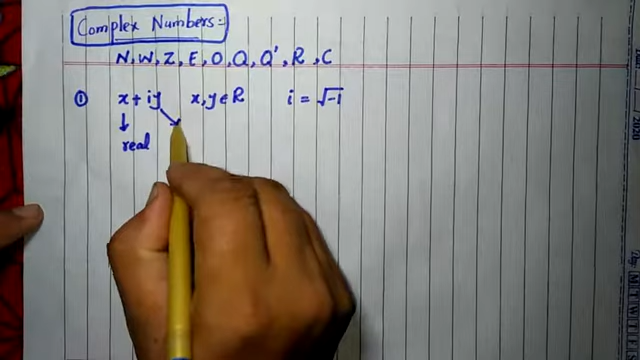 Complex Numbers:-
N, W, Z, E, O, Q, Q', R, C
① x + iy x, y ∈ R i = √-1
real